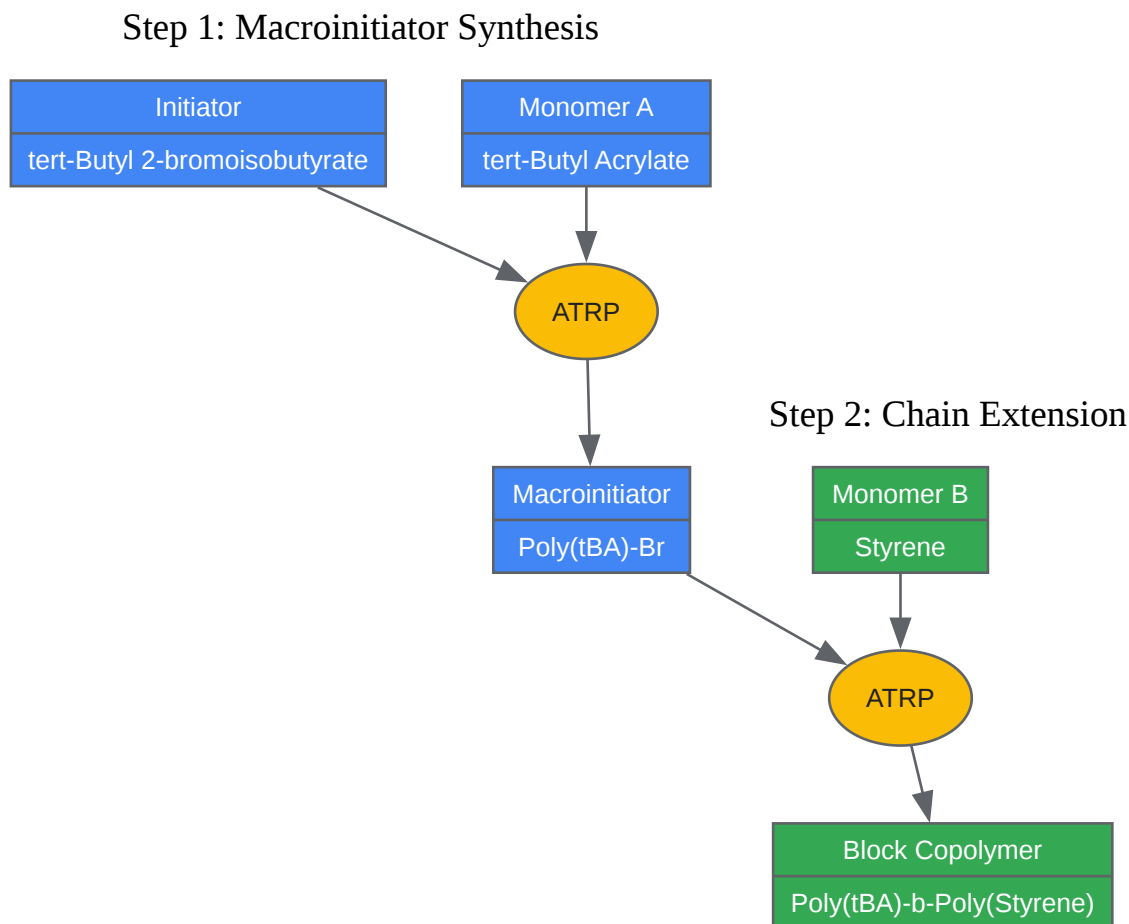 Step 1: Macroinitiator Synthesis
Initiator
tert-Butyl 2-bromoisobutyrate
Monomer A
tert-Butyl Acrylate
ATRP
Step 2: Chain Extension
Macroinitiator
Poly(tBA)-Br
Monomer B
Styrene
ATRP
Block Copolymer
Poly(tBA)-b-Poly(Styrene)